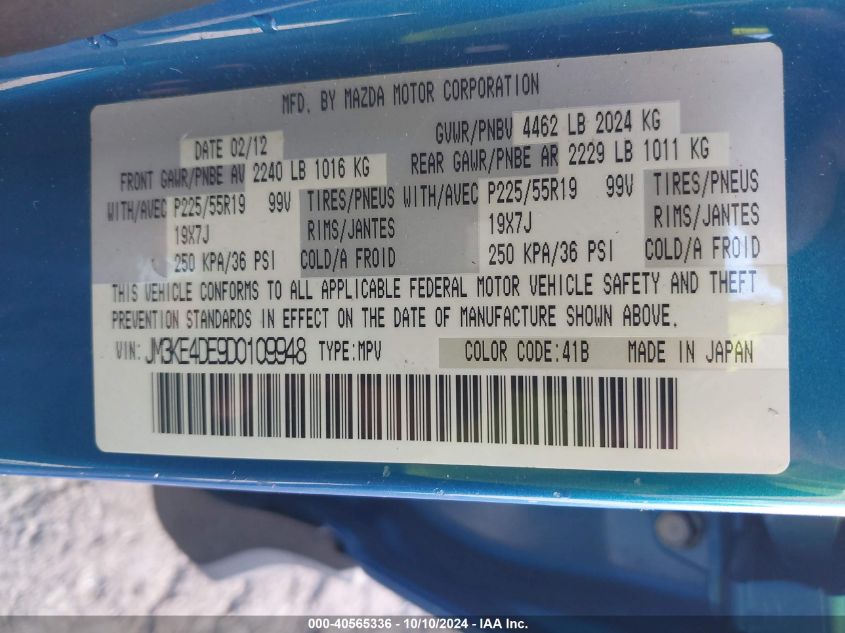 MFD. BY MAZDA MOTOR CORPORATION
DATE 02/12 GVWR/PNBV 4462 LB 2024 KG
FRONT GAWR/PNBE AV 2240 LB 1016 KG REAR GAWR/PNBE AR 2229 LB 1011 KG
WITH/AVEC P225/55R19 99V TIRES/PNEUS WITH/AVEC P225/55R19 99V TIRES/PNEUS
19X7J RIMS/JANTES 19X7J RIMS/JANTES
250 KPA/36 PSI COLD/A FROID 250 KPA/36 PSI COLD/A FROID
THIS VEHICLE CONFORMS TO ALL APPLICABLE FEDERAL MOTOR VEHICLE SAFETY AND THEFT
PREVENTION STANDARDS IN EFFECT ON THE DATE OF MANUFACTURE SHOWN ABOVE.
VIN: JM3KE4DE9D0109948 TYPE:MPV COLOR CODE:41B MADE IN JAPAN
000-40565336 - 10/10/2024 - IAA Inc.